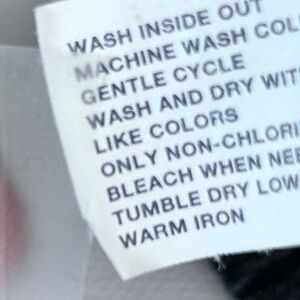 WASH INSIDE OUT
MACHINE WASH COL
GENTLE CYCLE
WASH AND DRY WIT
LIKE COLORS
ONLY NON-CHLORI
BLEACH WHEN NEE
TUMBLE DRY LOW
WARM IRON